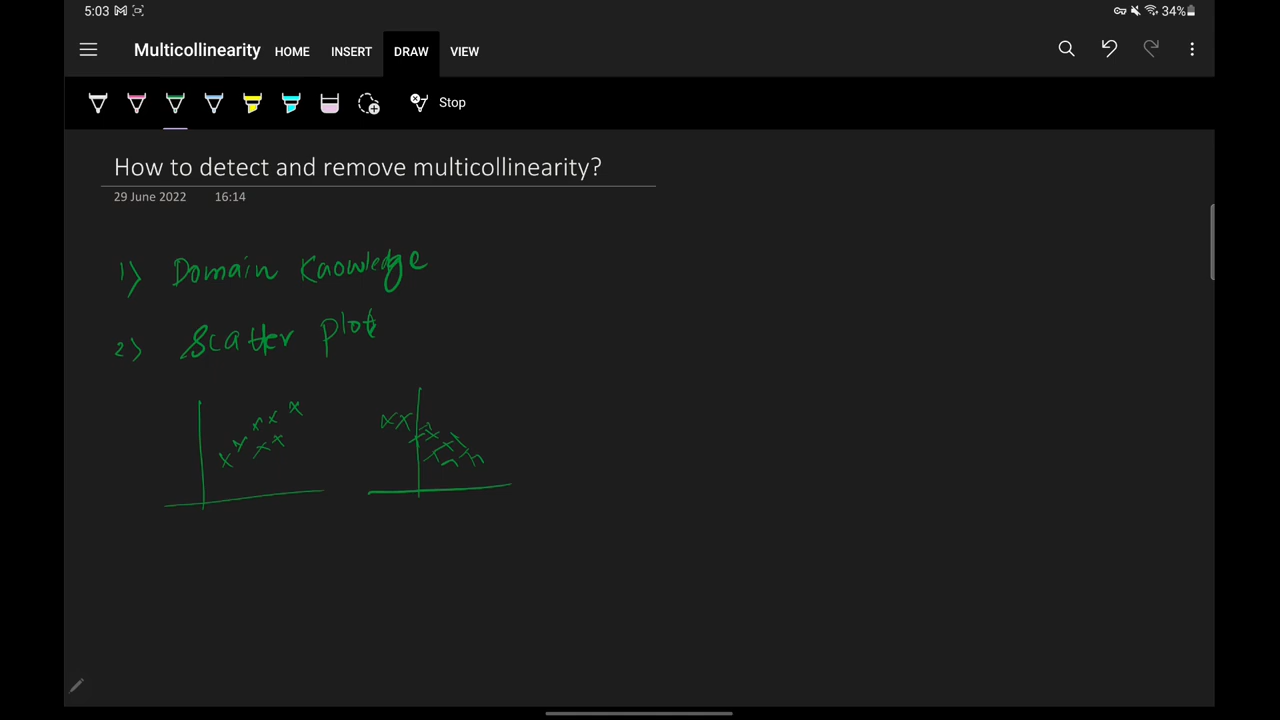 5:03 34%
Multicollinearity HOME INSERT DRAW VIEW
Stop
How to detect and remove multicollinearity?
29 June 2022 16:14
1) Domain Knowledge
2) Scatter plot